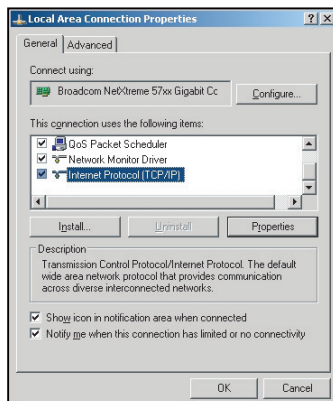 Local Area Connection Properties
General Advanced
Connect using:
Broadcom NetXtreme 57xx Gigabit Cc Configure...
This connection uses the following items:
QoS Packet Scheduler
Network Monitor Driver
Internet Protocol (TCP/IP)
Install... Uninstall Properties
Description
Transmission Control Protocol/Internet Protocol. The default
wide area network protocol that provides communication
across diverse interconnected networks.
Show icon in notification area when connected
Notify me when this connection has limited or no connectivity
OK Cancel